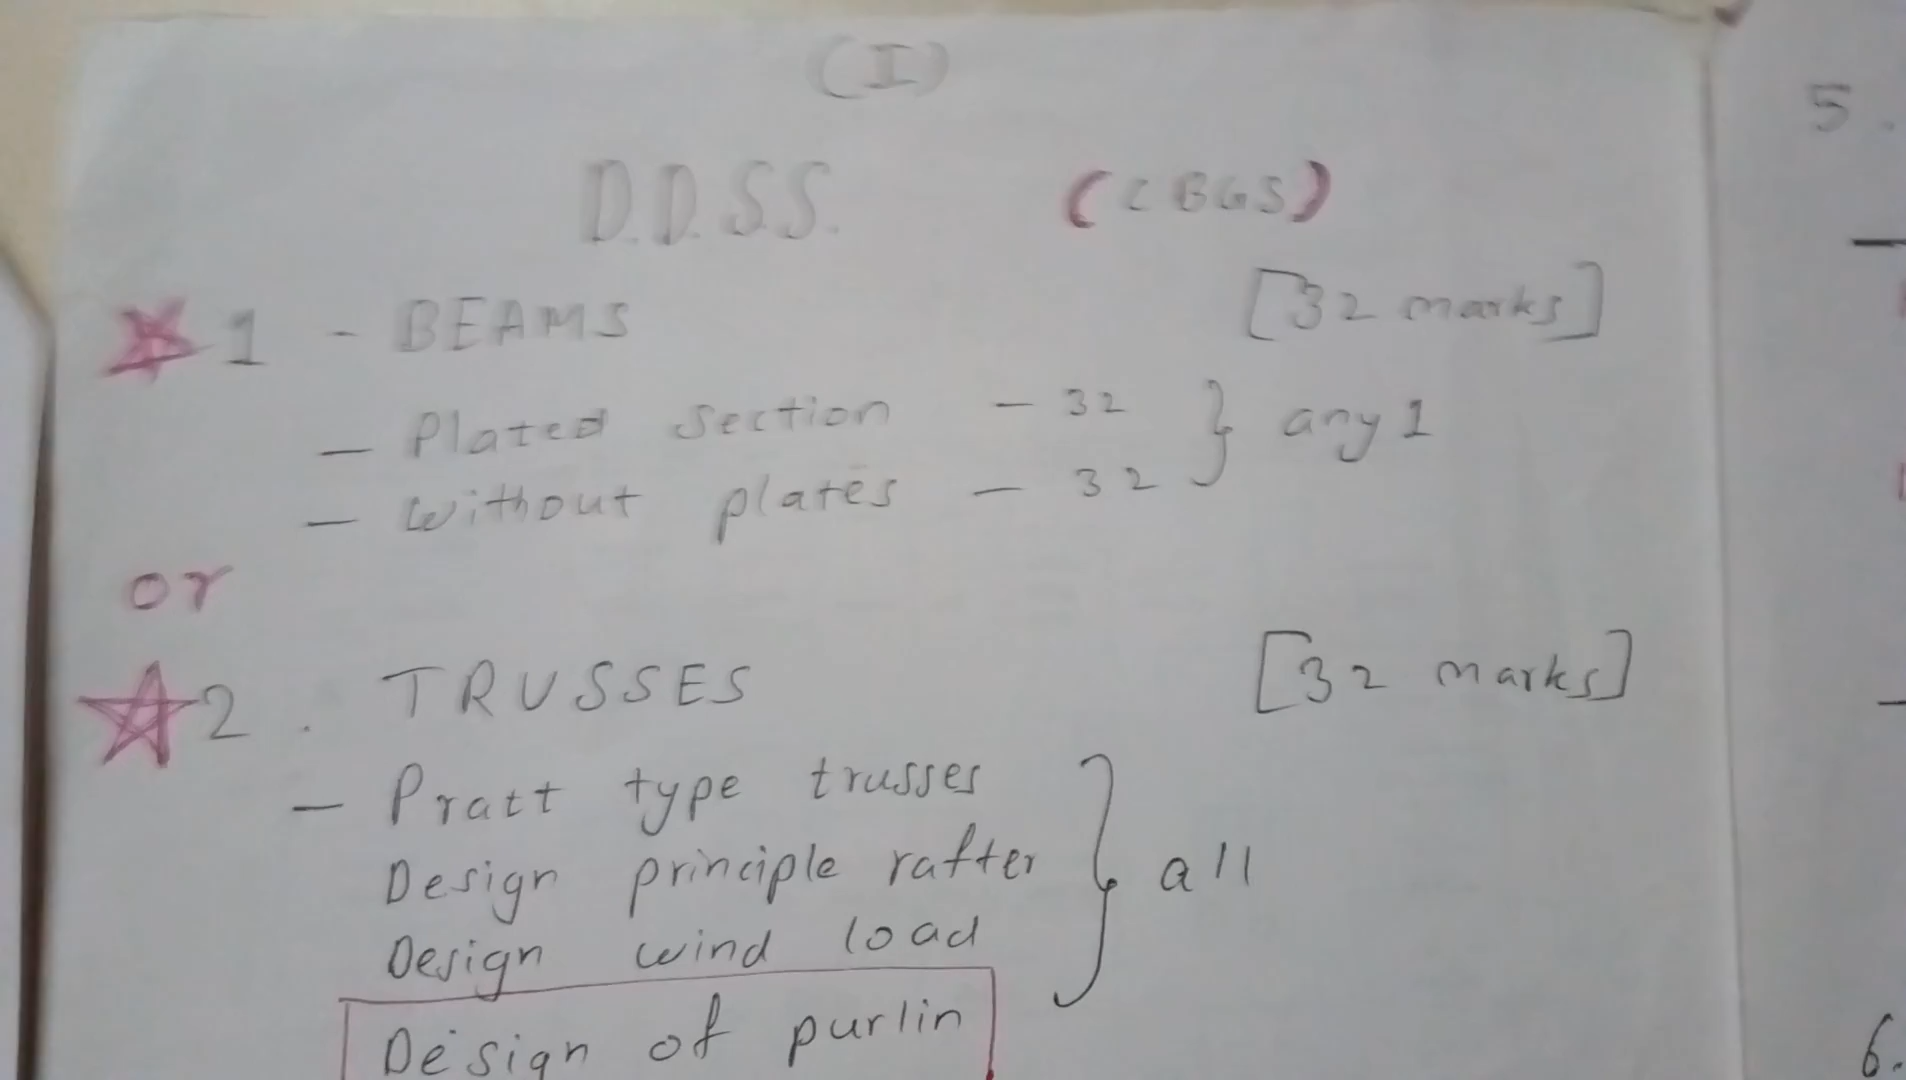 (I)
D.D.S.S. (CBGS)
1 - BEAMS [32 marks]
- Plated section - 32 } any 1
- without plates - 32
or
2. TRUSSES [32 marks]
- Pratt type trusses
Design principle rafter } all
Design wind load
Design of purlin
5.
6.